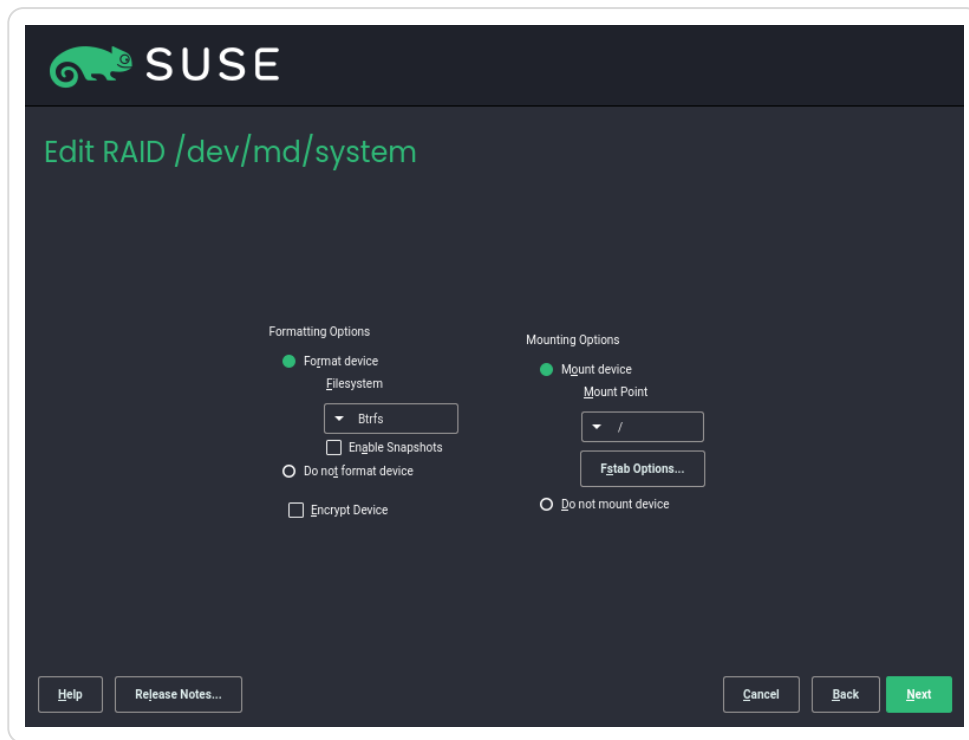 SUSE
Edit RAID /dev/md/system
Formatting Options
Format device
Filesystem
Btrfs
Enable Snapshots
Do not format device
Encrypt Device
Mounting Options
Mount device
Mount Point
/
Fstab Options...
Do not mount device
Help
Release Notes...
Cancel
Back
Next